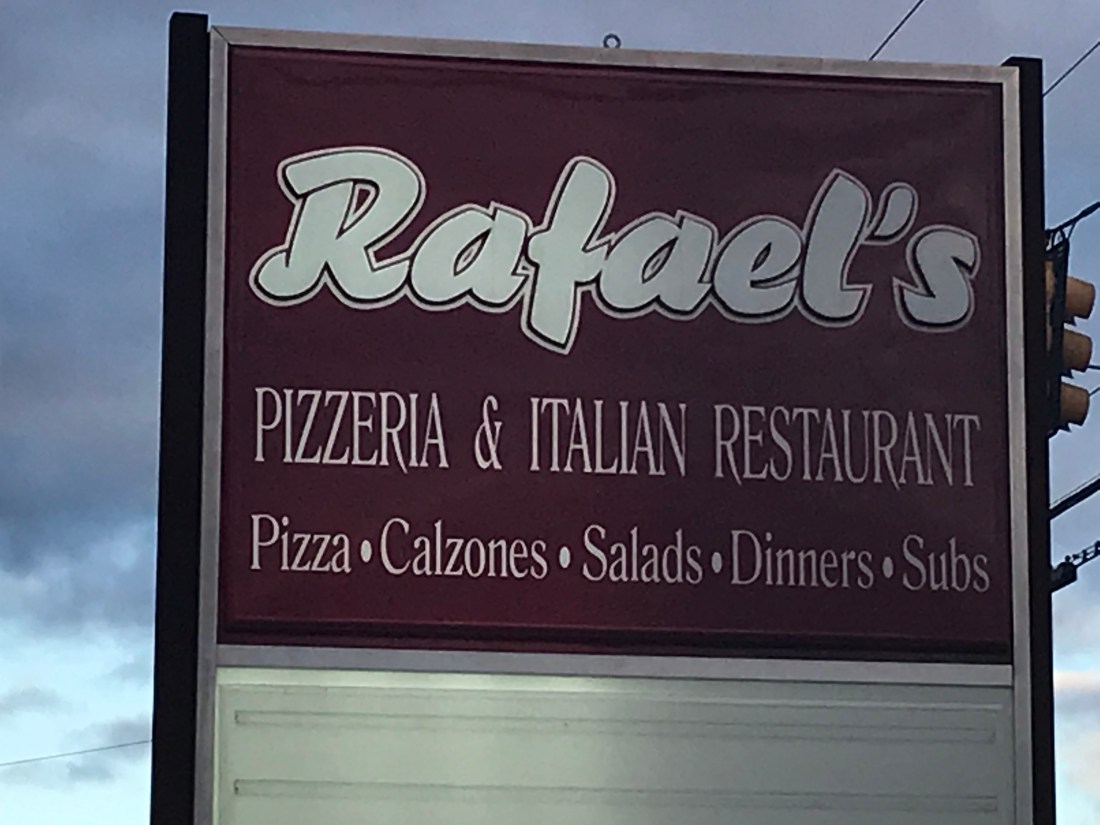 Rafael's
PIZZERIA & ITALIAN RESTAURANT
Pizza • Calzones • Salads • Dinners • Subs